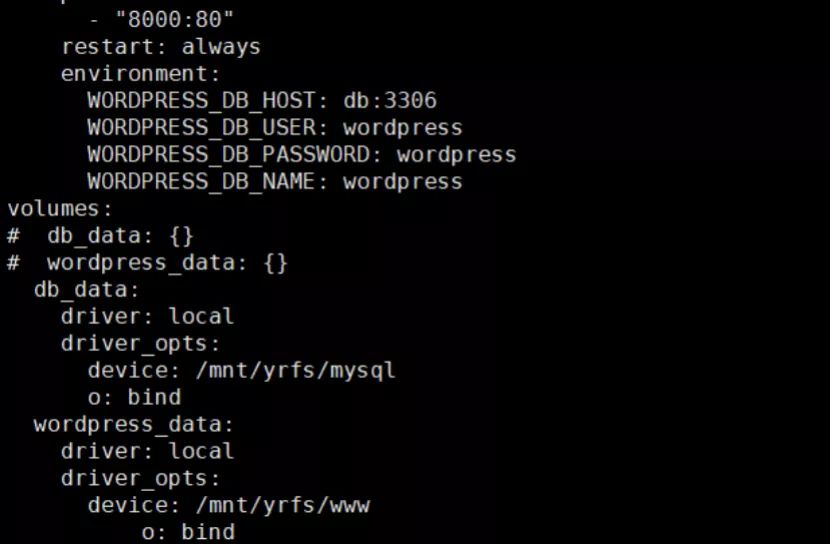 - "8000:80"
    restart: always
    environment:
      WORDPRESS_DB_HOST: db:3306
      WORDPRESS_DB_USER: wordpress
      WORDPRESS_DB_PASSWORD: wordpress
      WORDPRESS_DB_NAME: wordpress
volumes:
#  db_data: {}
#  wordpress_data: {}
  db_data:
    driver: local
    driver_opts:
      device: /mnt/yrfs/mysql
      o: bind
  wordpress_data:
    driver: local
    driver_opts:
      device: /mnt/yrfs/www
          o: bind